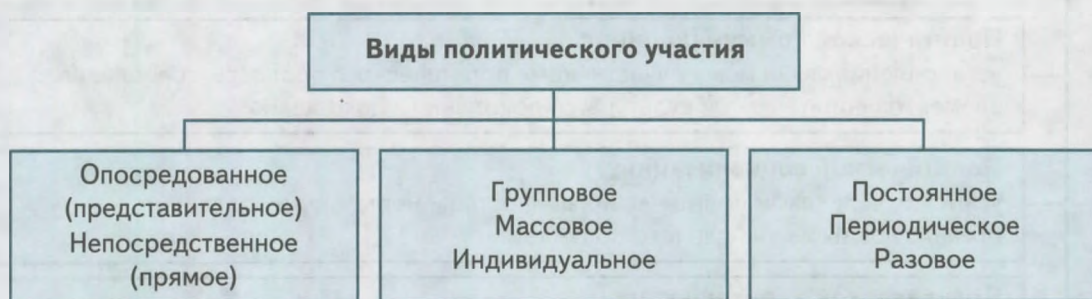 Виды политического участия
Опосредованное
(представительное)
Непосредственное
(прямое)
Групповое
Массовое
Индивидуальное
Постоянное
Периодическое
Разовое